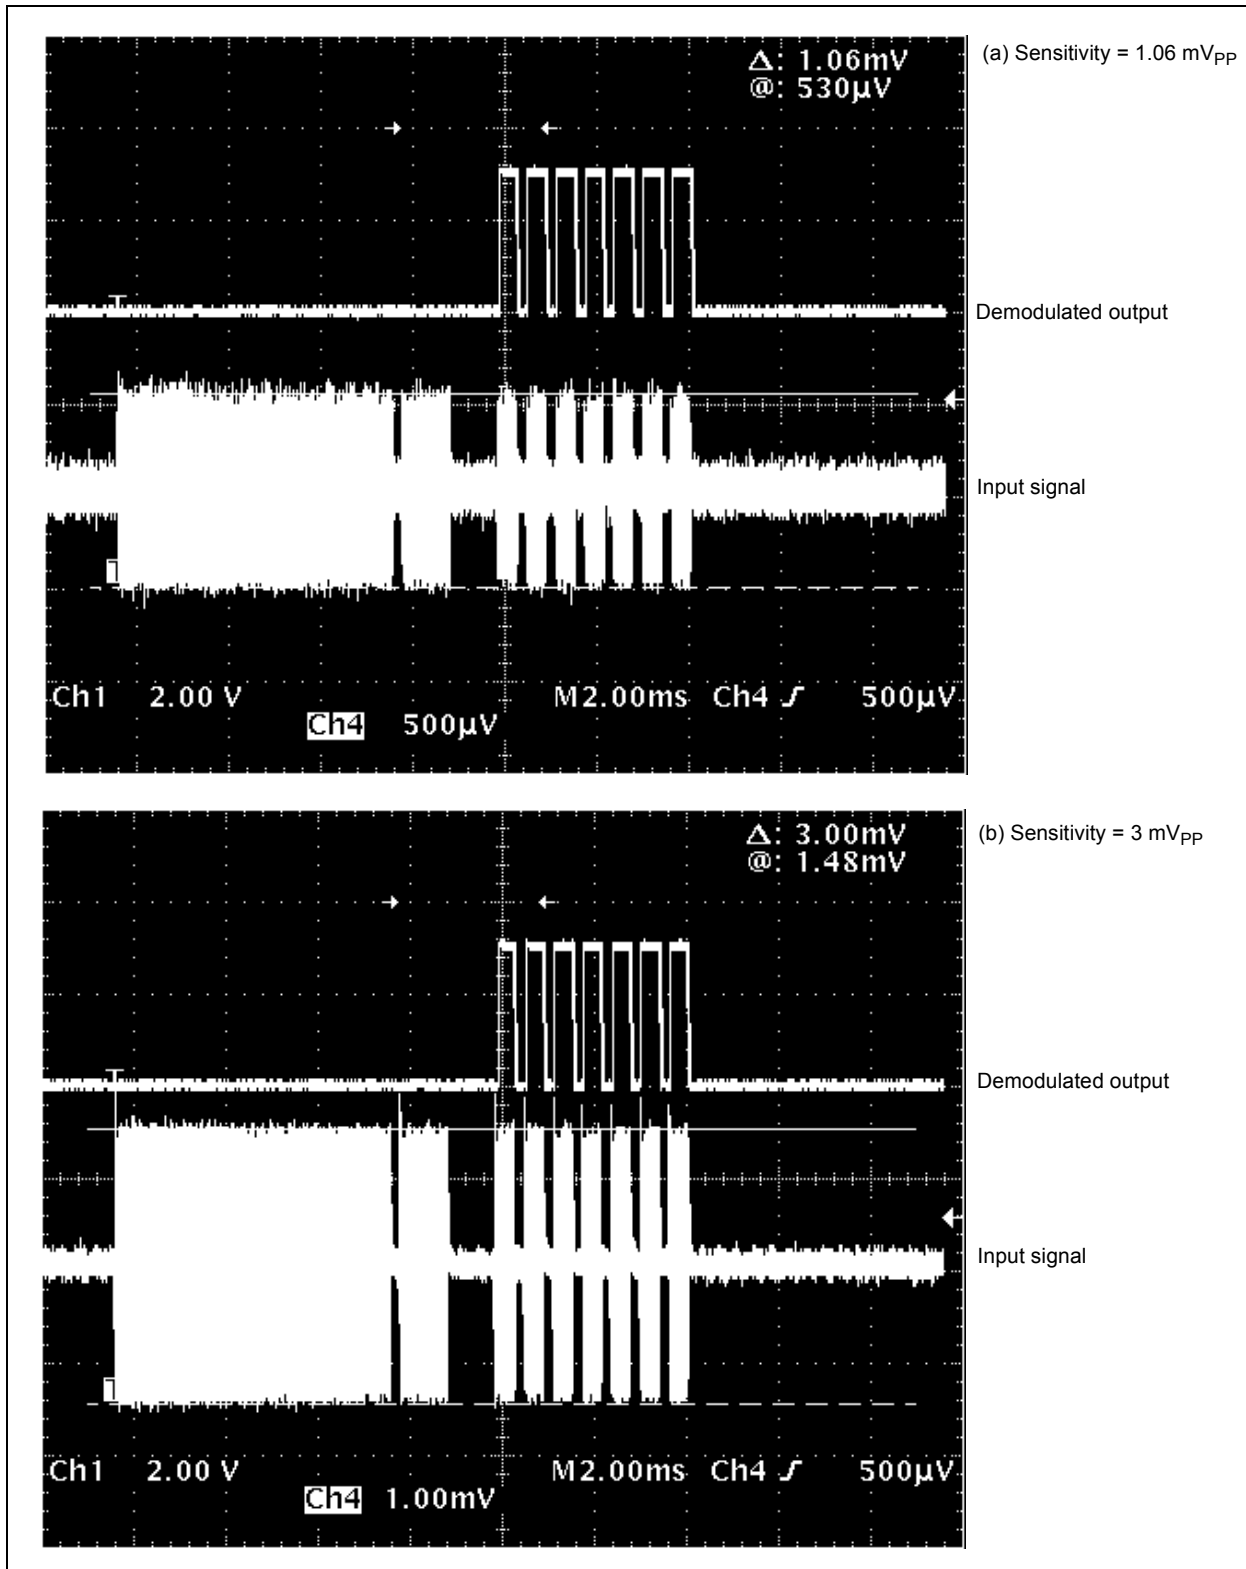 Δ: 1.06mV
@: 530µV
(a) Sensitivity = 1.06 mVPP
Demodulated output
Input signal
Ch1 2.00 V M2.00ms Ch4 ʃ 500µV
Ch4 500µV
Δ: 3.00mV
@: 1.48mV
(b) Sensitivity = 3 mVPP
Demodulated output
Input signal
Ch1 2.00 V M2.00ms Ch4 ʃ 500µV
Ch4 1.00mV